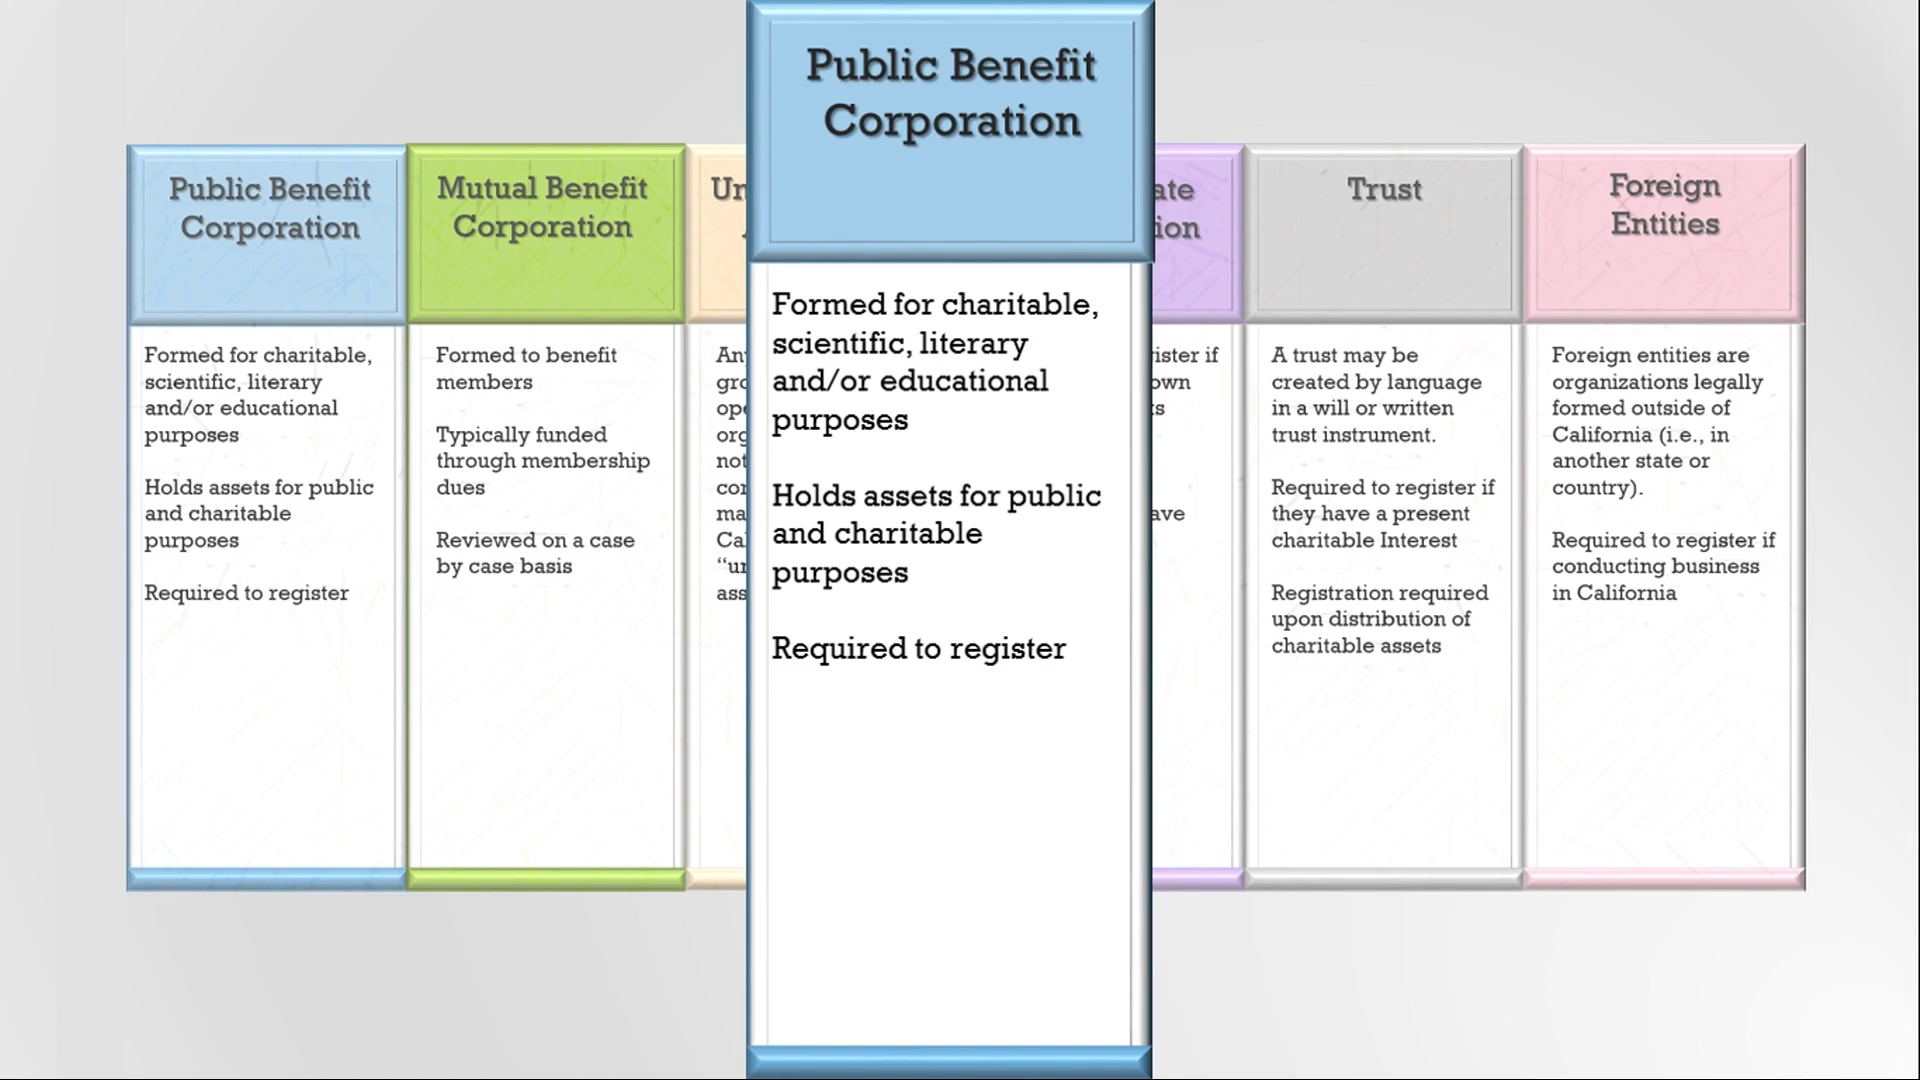 Public Benefit
Corporation
Formed for charitable,
scientific, literary
and/or educational
purposes
Holds assets for public
and charitable
purposes
Required to register
Mutual Benefit
Corporation
Formed to benefit
members
Typically funded
through membership
dues
Reviewed on a case
by case basis
Public Benefit
Corporation
Formed for charitable,
scientific, literary
and/or educational
purposes
Holds assets for public
and charitable
purposes
Required to register
Trust
A trust may be
created by language
in a will or written
trust instrument.
Required to register if
they have a present
charitable Interest
Registration required
upon distribution of
charitable assets
Foreign
Entities
Foreign entities are
organizations legally
formed outside of
California (i.e., in
another state or
country).
Required to register if
conducting business
in California